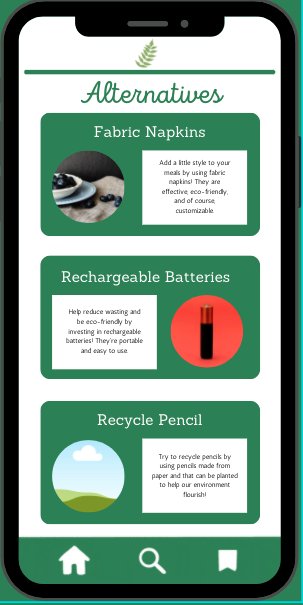 Alternatives
Fabric Napkins
Add a little style to your
meals by using fabric
napkins! They are
effective, eco-friendly,
and of course,
customizable.
Rechargeable Batteries
Help reduce wasting and
be eco-friendly by
investing in rechargeable
batteries! They're portable
and easy to use.
Recycle Pencil
Try to recycle pencils by
using pencils made from
paper and that can be planted
to help our environment
flourish!